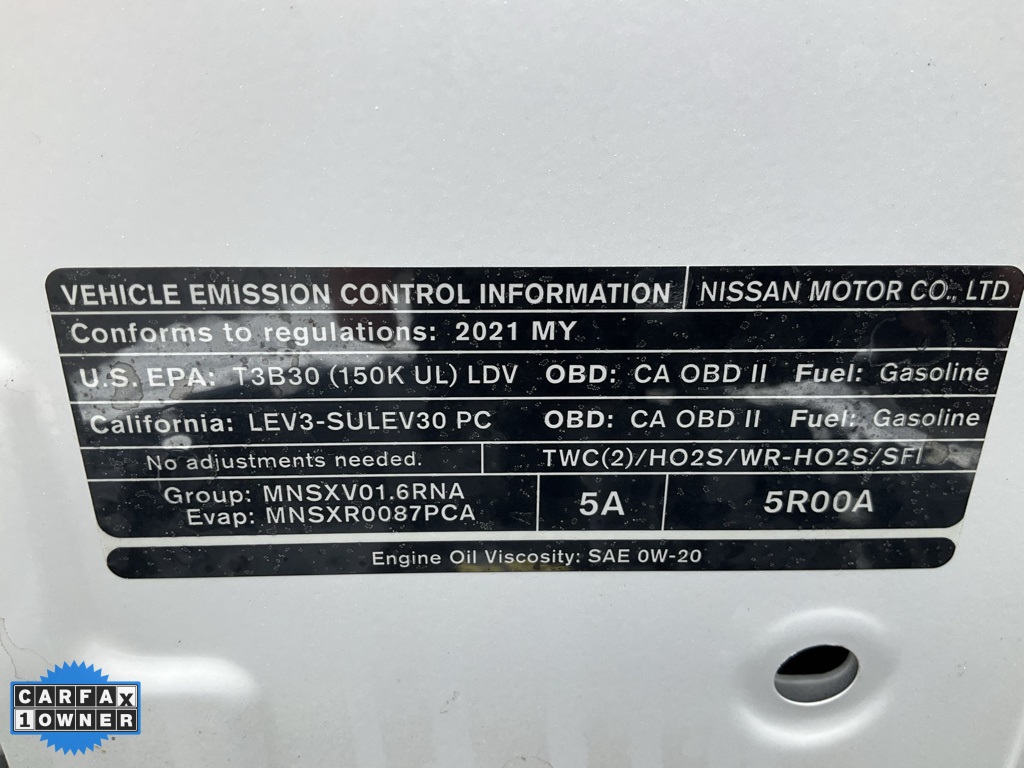 VEHICLE EMISSION CONTROL INFORMATION NISSAN MOTOR CO., LTD
Conforms to regulations: 2021 MY
U.S. EPA: T3B30 (150K UL) LDV OBD: CA OBD II Fuel: Gasoline
California: LEV3-SULEV30 PC OBD: CA OBD II Fuel: Gasoline
No adjustments needed. TWC(2)/HO2S/WR-HO2S/SFI
Group: MNSXV01.6RNA
Evap: MNSXR0087PCA
5A 5R00A
Engine Oil Viscosity: SAE 0W-20
CARFAX
1 OWNER